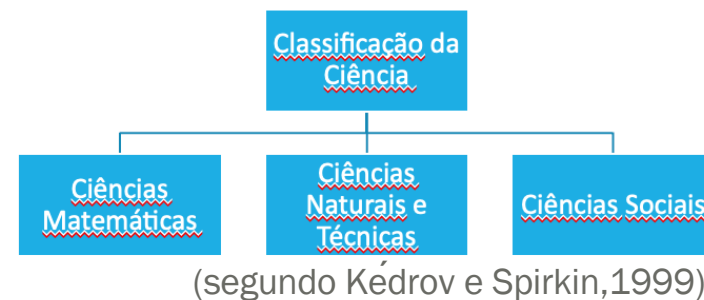 Classificação da
Ciência
Ciências
Matemáticas
Ciências
Naturais e
Técnicas
Ciências Sociais
(segundo Kédrov e Spirkin,1999)